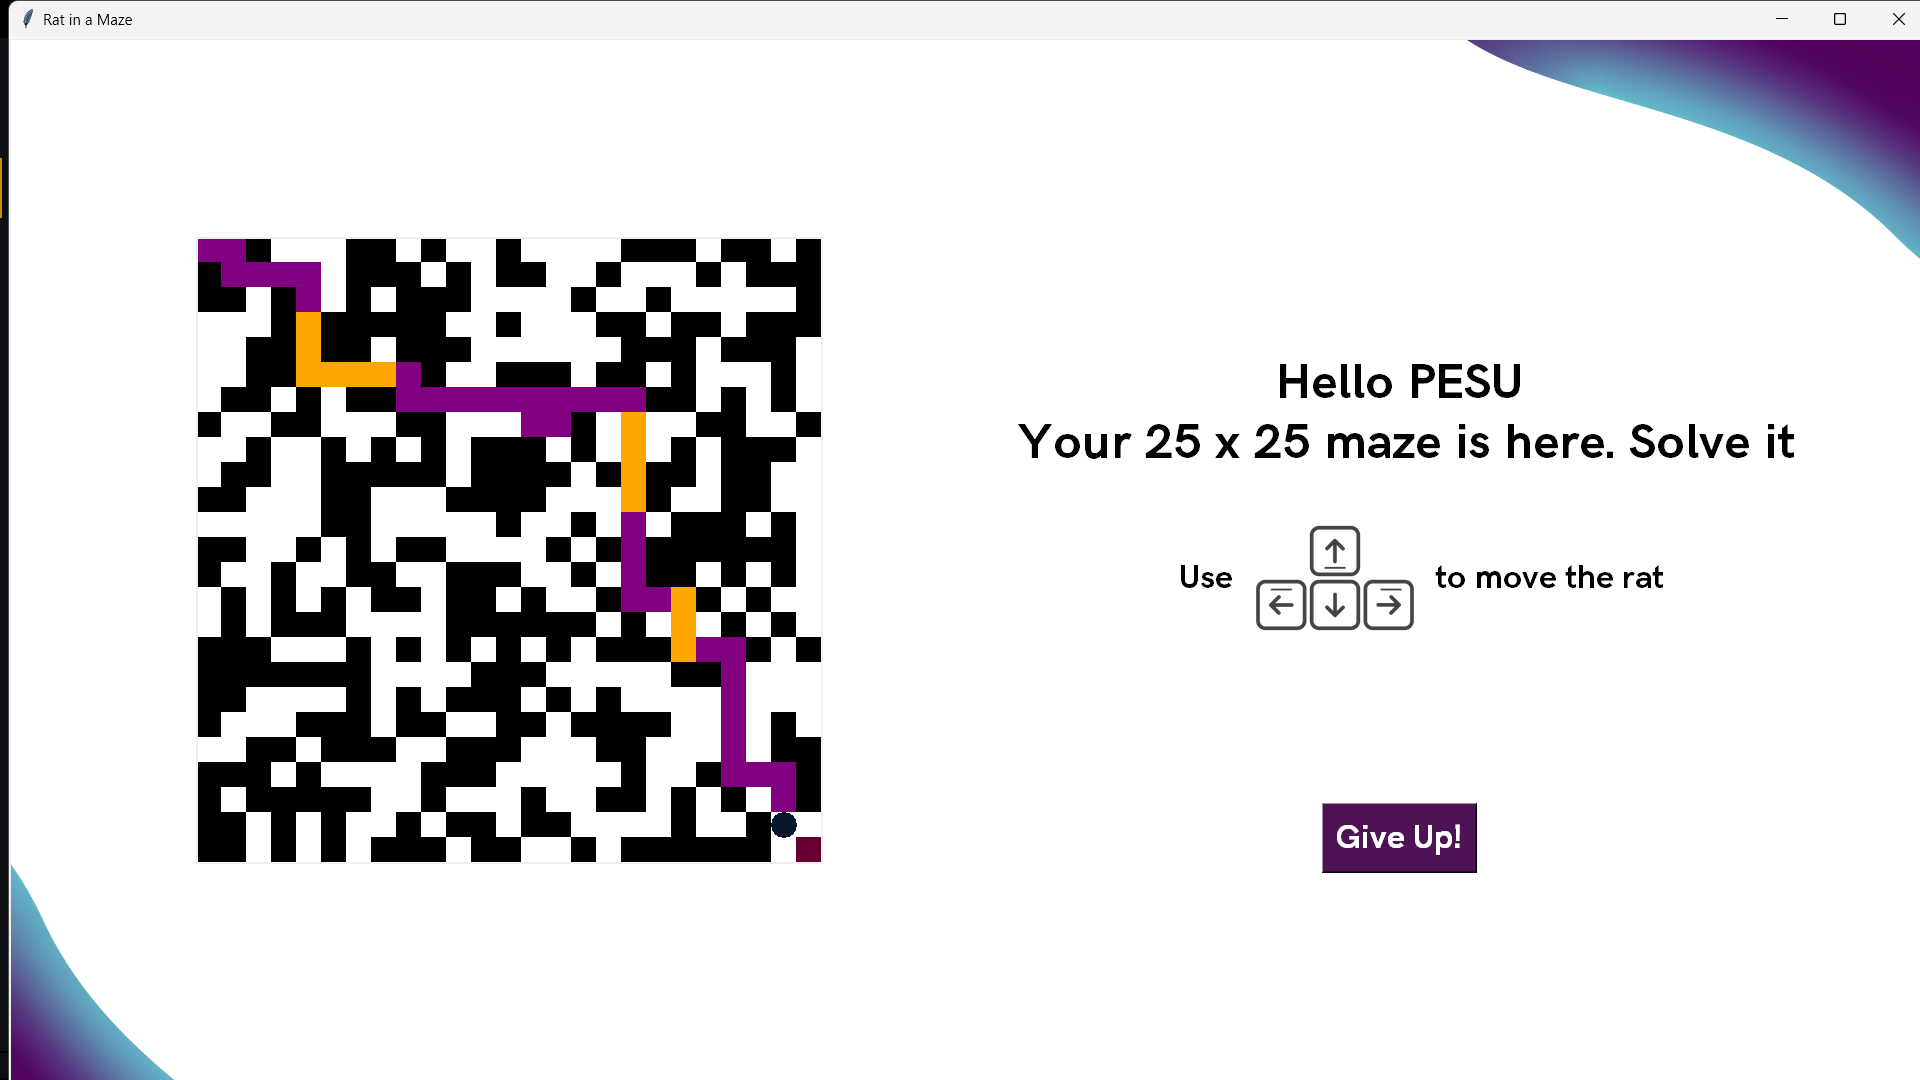 Rat in a Maze
Hello PESU
Your 25 x 25 maze is here. Solve it
Use to move the rat
Give Up!